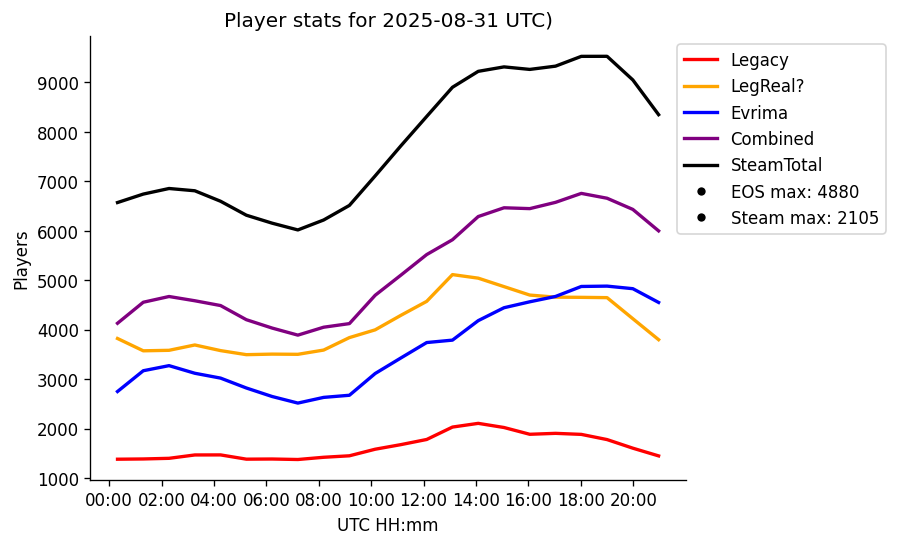 Player stats for 2025-08-31 UTC)
Legacy
LegReal?
Evrima
Combined
SteamTotal
EOS max: 4880
Steam max: 2105
Players
9000
8000
7000
6000
5000
4000
3000
2000
1000
00:00 02:00 04:00 06:00 08:00 10:00 12:00 14:00 16:00 18:00 20:00
UTC HH:mm